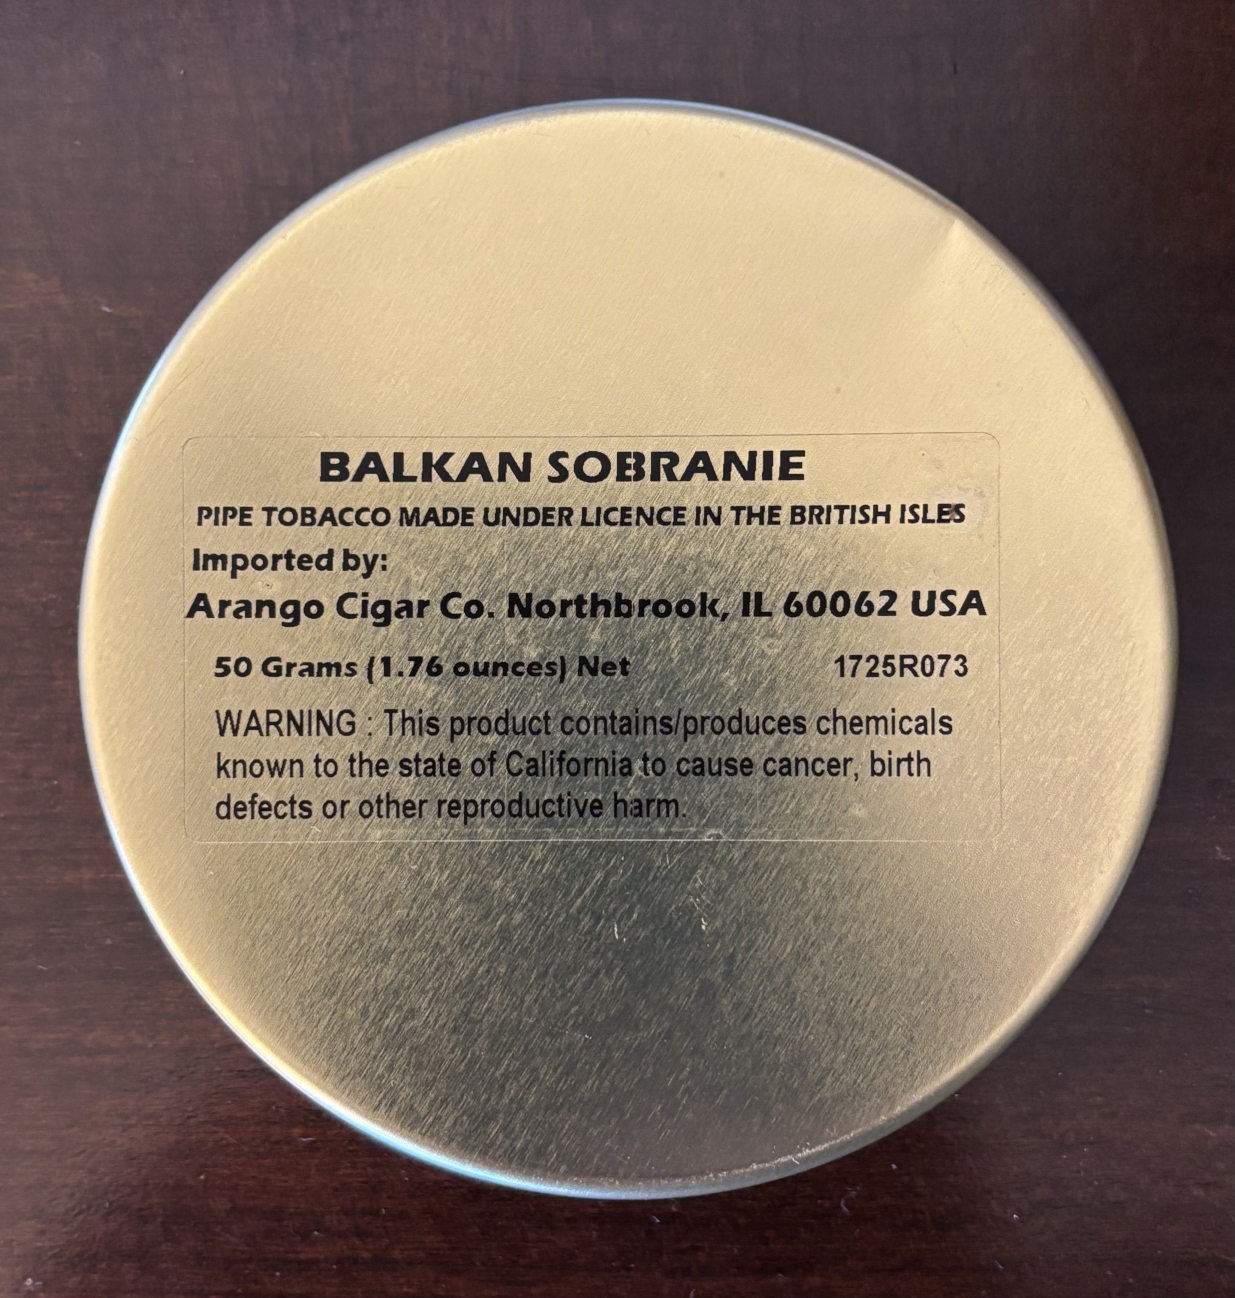 BALKAN SOBRANIE
PIPE TOBACCO MADE UNDER LICENCE IN THE BRITISH ISLES
Imported by:
Arango Cigar Co. Northbrook, IL 60062 USA
50 Grams (1.76 ounces) Net 1725R073
WARNING : This product contains/produces chemicals
known to the state of California to cause cancer, birth
defects or other reproductive harm.